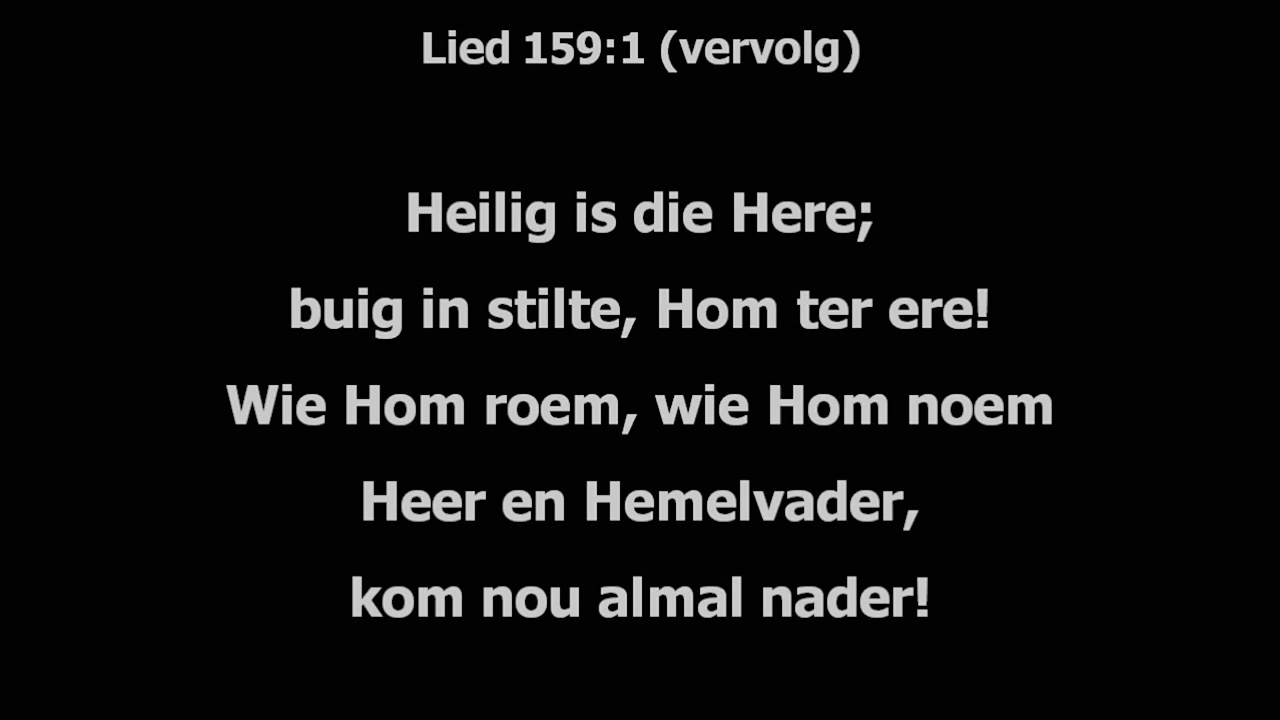 Lied 159:1 (vervolg)
Heilig is die Here;
buig in stilte, Hom ter ere!
Wie Hom roem, wie Hom noem
Heer en Hemelvader,
kom nou almal nader!